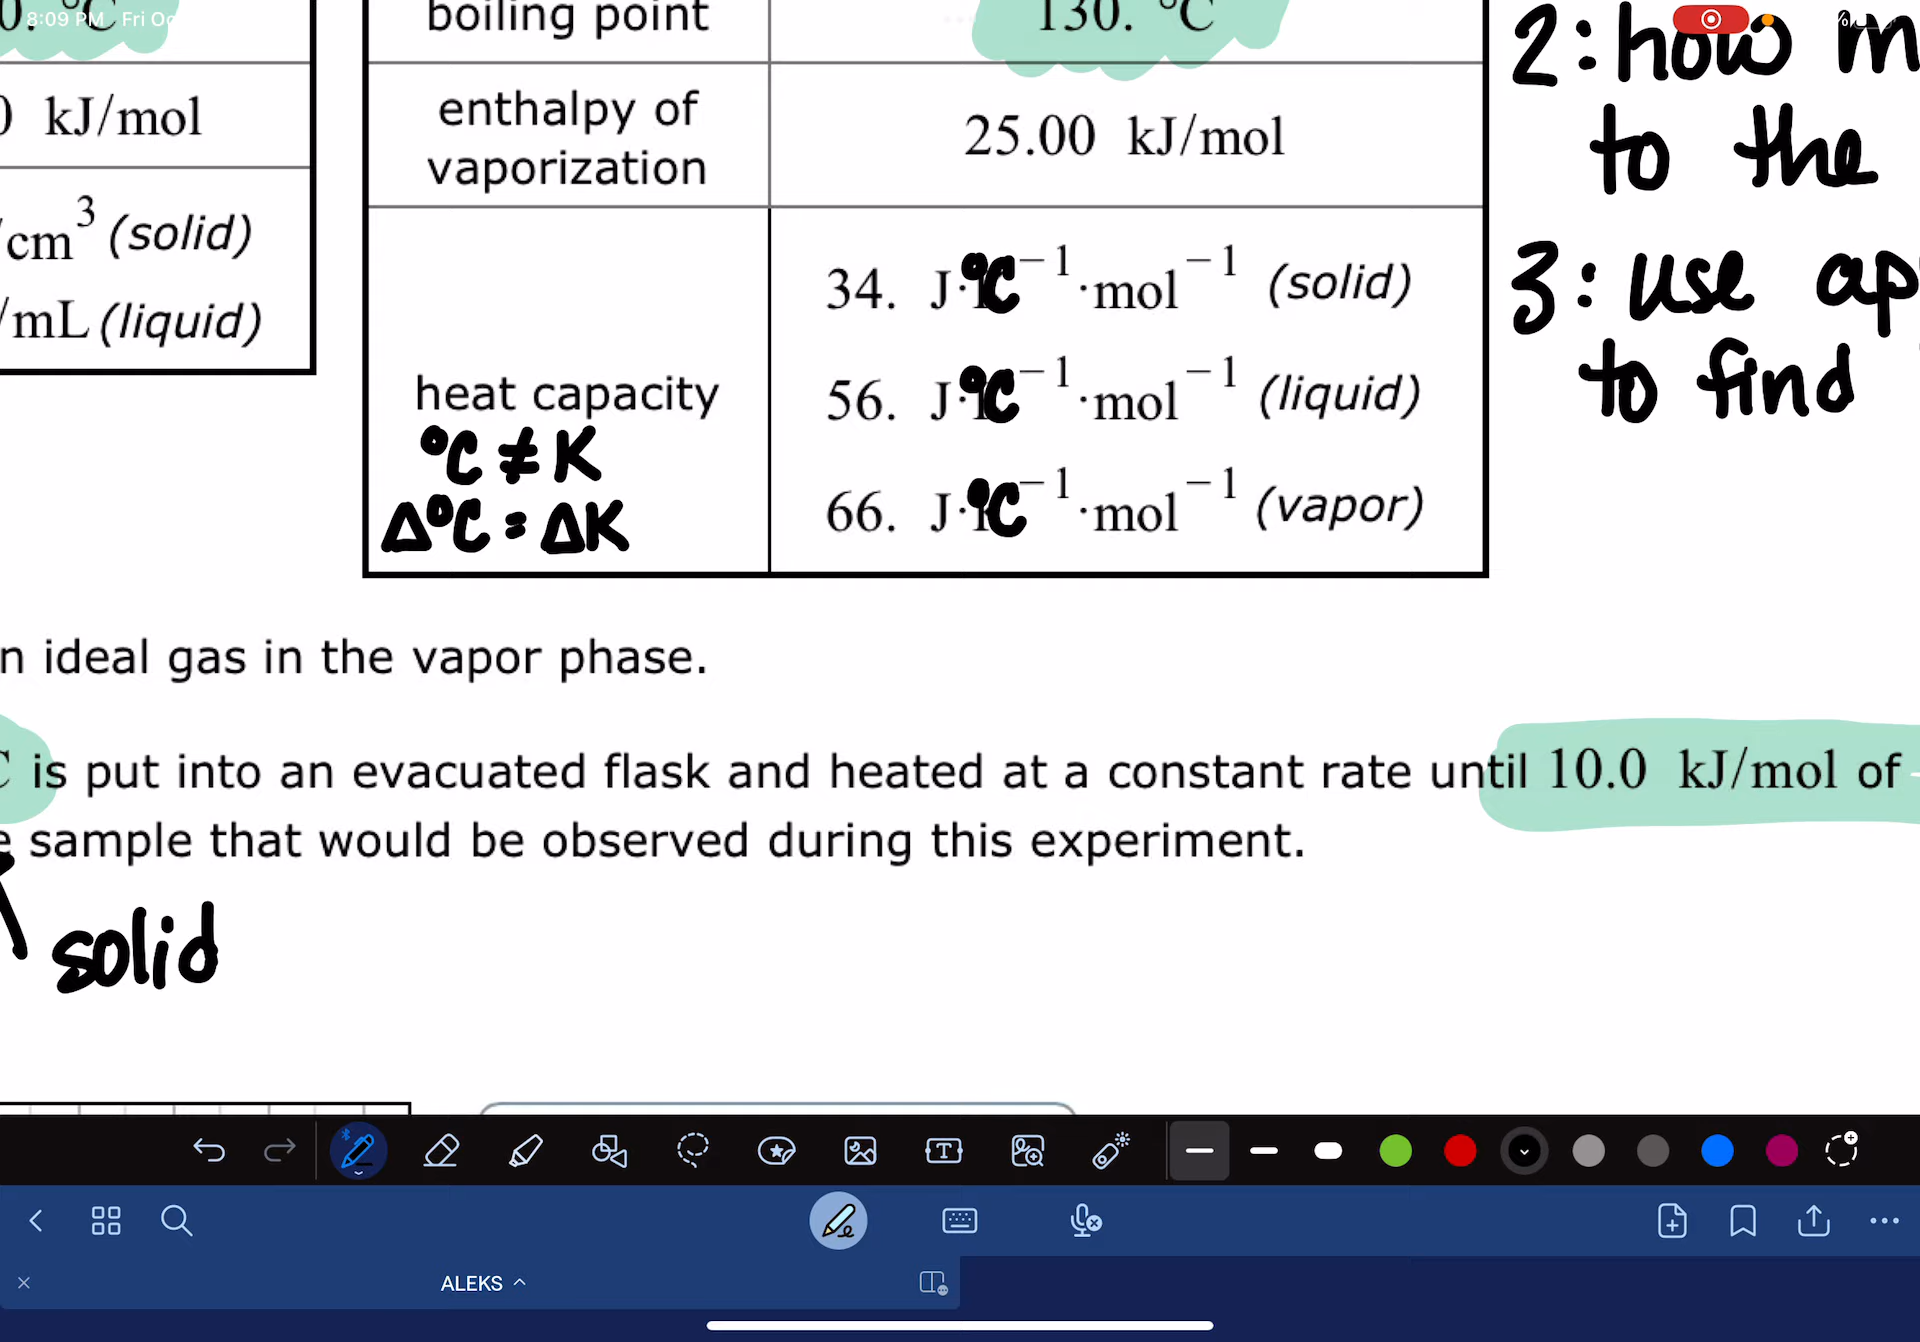 8:09 PM Fri
0. °C
boiling point
130. °C
kJ/mol
enthalpy of
vaporization
25.00 kJ/mol
cm³ (solid)
/mL (liquid)
heat capacity
°C ≠ K
Δ°C = ΔK
34. J·°C⁻¹·mol⁻¹ (solid)
56. J·°C⁻¹·mol⁻¹ (liquid)
66. J·°C⁻¹·mol⁻¹ (vapor)
2: how m
to the
3: use ap
to find
n ideal gas in the vapor phase.
C is put into an evacuated flask and heated at a constant rate until 10.0 kJ/mol of
sample that would be observed during this experiment.
solid
ALEKS